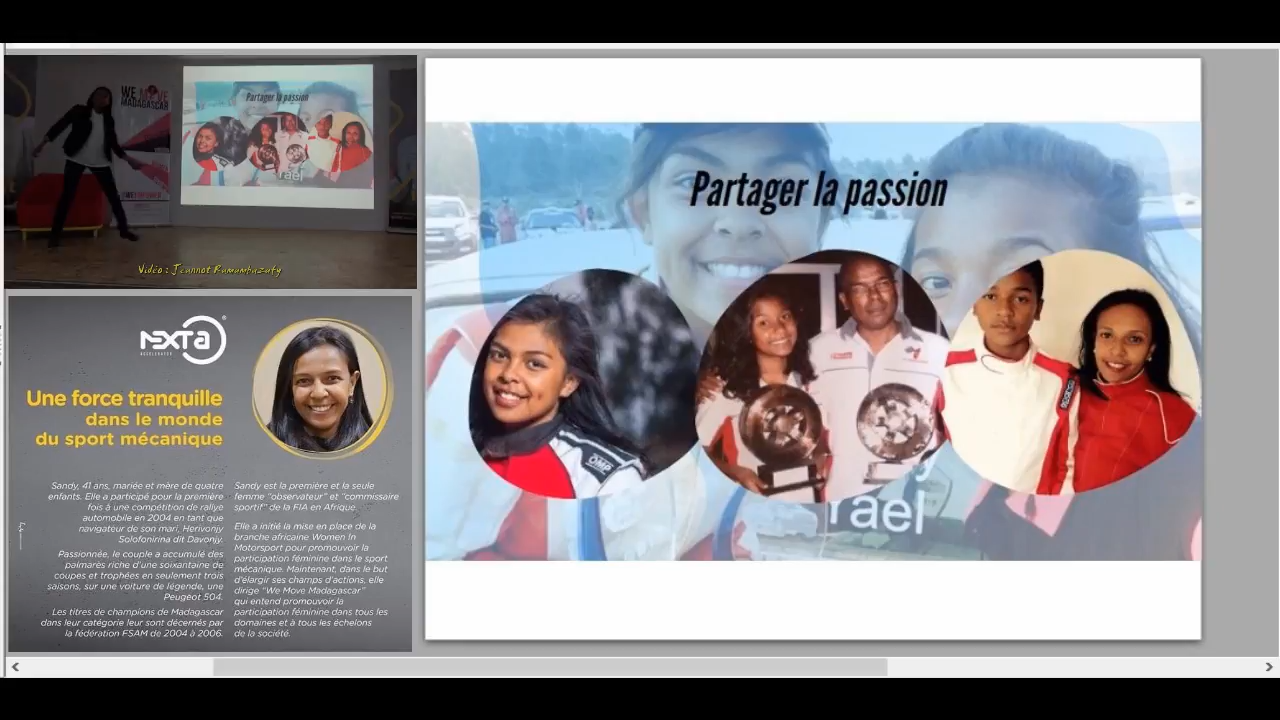 WE MOVE
MADAGASCAR
Partager la passion
rael
Vidéo : Jeannot Ramambazafy
NEXTA
ACCELERATOR
Une force tranquille
dans le monde
du sport mécanique
Sandy, 41 ans, mariée et mère de quatre
enfants. Elle a participé pour la première
fois à une compétition de rallye
automobile en 2004 en tant que
navigateur de son mari, Herivonjy
Solofonirina dit Davonjy.
Passionnée, le couple a accumulé des
palmarès riche d'une soixantaine de
coupes et trophées en seulement trois
saisons, sur une voiture de légende, une
Peugeot 504.
Les titres de champions de Madagascar
dans leur catégorie leur sont décernés par
la fédération FSAM de 2004 à 2006.
Sandy est la première et la seule
femme "observateur" et "commissaire
sportif" de la FIA en Afrique.
Elle a initié la mise en place de la
branche africaine Women In
Motorsport pour promouvoir la
participation féminine dans le sport
mécanique. Maintenant, dans le but
d'élargir ses champs d'actions, elle
dirige "We Move Madagascar"
qui entend promouvoir la
participation féminine dans tous les
domaines et à tous les échelons
de la société.
Partager la passion
OMP
rael